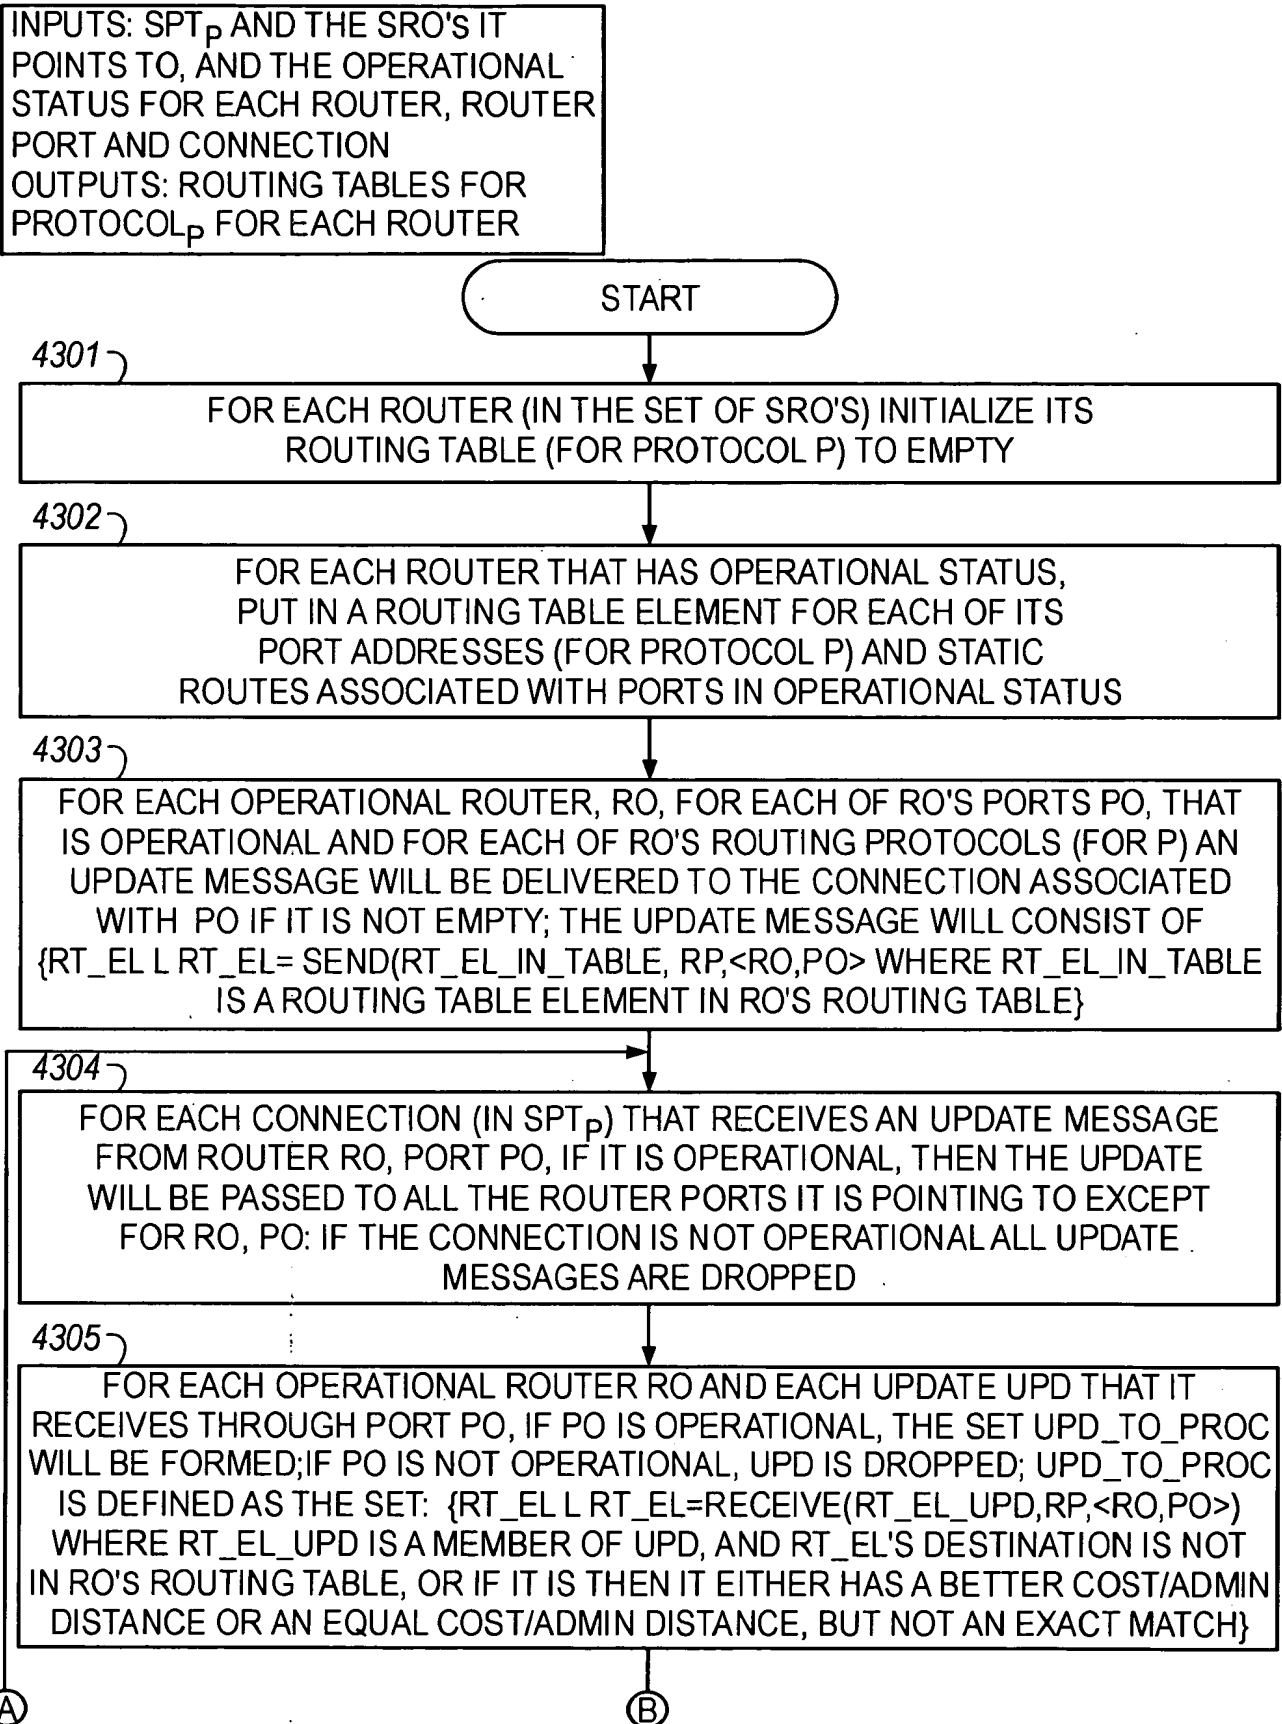 INPUTS: SPTP AND THE SRO'S IT
POINTS TO, AND THE OPERATIONAL
STATUS FOR EACH ROUTER, ROUTER
PORT AND CONNECTION
OUTPUTS: ROUTING TABLES FOR
PROTOCOLP FOR EACH ROUTER
START
4301
FOR EACH ROUTER (IN THE SET OF SRO'S) INITIALIZE ITS
ROUTING TABLE (FOR PROTOCOL P) TO EMPTY
4302
FOR EACH ROUTER THAT HAS OPERATIONAL STATUS,
PUT IN A ROUTING TABLE ELEMENT FOR EACH OF ITS
PORT ADDRESSES (FOR PROTOCOL P) AND STATIC
ROUTES ASSOCIATED WITH PORTS IN OPERATIONAL STATUS
4303
FOR EACH OPERATIONAL ROUTER, RO, FOR EACH OF RO'S PORTS PO, THAT
IS OPERATIONAL AND FOR EACH OF RO'S ROUTING PROTOCOLS (FOR P) AN
UPDATE MESSAGE WILL BE DELIVERED TO THE CONNECTION ASSOCIATED
WITH PO IF IT IS NOT EMPTY; THE UPDATE MESSAGE WILL CONSIST OF
{RT_EL L RT_EL= SEND(RT_EL_IN_TABLE, RP,<RO,PO> WHERE RT_EL_IN_TABLE
IS A ROUTING TABLE ELEMENT IN RO'S ROUTING TABLE}
4304
FOR EACH CONNECTION (IN SPTP) THAT RECEIVES AN UPDATE MESSAGE
FROM ROUTER RO, PORT PO, IF IT IS OPERATIONAL, THEN THE UPDATE
WILL BE PASSED TO ALL THE ROUTER PORTS IT IS POINTING TO EXCEPT
FOR RO, PO: IF THE CONNECTION IS NOT OPERATIONAL ALL UPDATE
MESSAGES ARE DROPPED
4305
FOR EACH OPERATIONAL ROUTER RO AND EACH UPDATE UPD THAT IT
RECEIVES THROUGH PORT PO, IF PO IS OPERATIONAL, THE SET UPD_TO_PROC
WILL BE FORMED;IF PO IS NOT OPERATIONAL, UPD IS DROPPED; UPD_TO_PROC
IS DEFINED AS THE SET: {RT_EL L RT_EL=RECEIVE(RT_EL_UPD,RP,<RO,PO>)
WHERE RT_EL_UPD IS A MEMBER OF UPD, AND RT_EL'S DESTINATION IS NOT
IN RO'S ROUTING TABLE, OR IF IT IS THEN IT EITHER HAS A BETTER COST/ADMIN
DISTANCE OR AN EQUAL COST/ADMIN DISTANCE, BUT NOT AN EXACT MATCH}
A
B